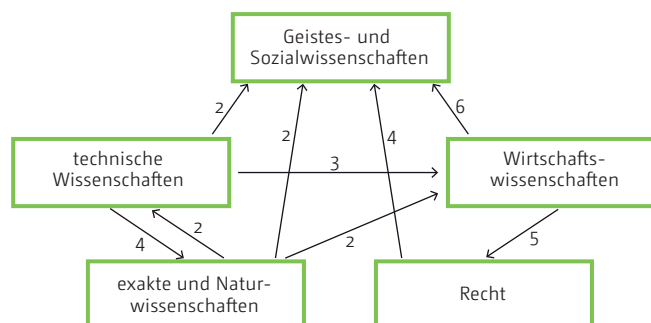 Geistes- und
Sozialwissenschaften
2
2
4
6
technische
Wissenschaften
3
Wirtschafts-
wissenschaften
4
2
2
5
exakte und Natur-
wissenschaften
Recht